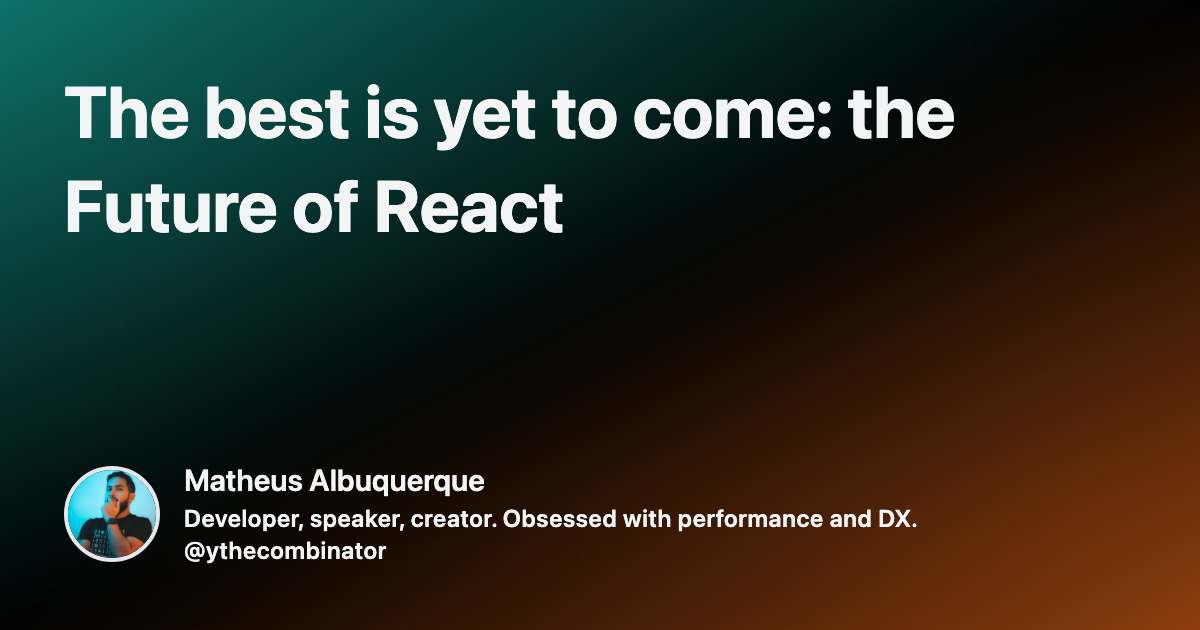 The best is yet to come: the
Future of React
Matheus Albuquerque
Developer, speaker, creator. Obsessed with performance and DX.
@ythecombinator